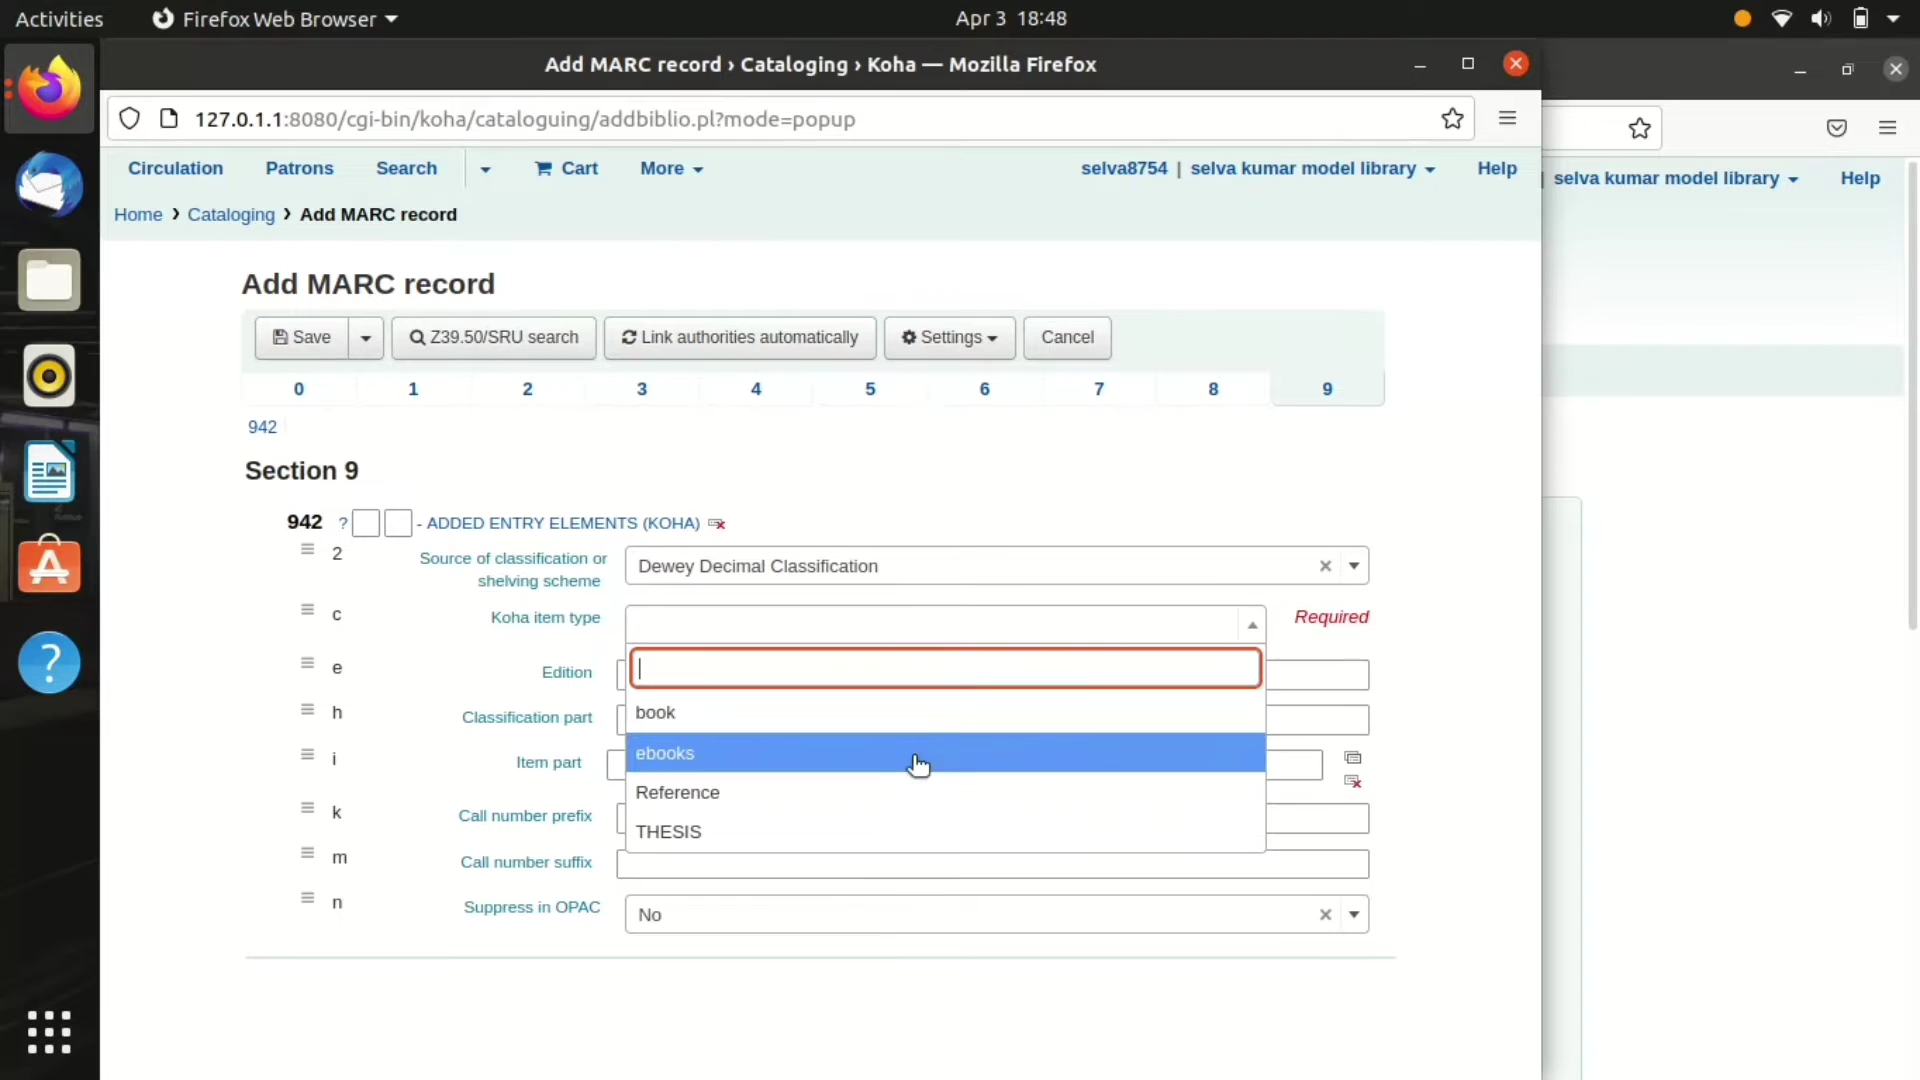 Activities Firefox Web Browser Apr 3 18:48
Add MARC record › Cataloging › Koha — Mozilla Firefox
127.0.1.1:8080/cgi-bin/koha/cataloguing/addbiblio.pl?mode=popup
Circulation Patrons Search Cart More selva8754 | selva kumar model library Help
| selva kumar model library Help
Home › Cataloging › Add MARC record
Add MARC record
Save Z39.50/SRU search Link authorities automatically Settings Cancel
0 1 2 3 4 5 6 7 8 9
942
Section 9
942 ? - ADDED ENTRY ELEMENTS (KOHA)
2 Source of classification or
shelving scheme
Dewey Decimal Classification
c Koha item type Required
e Edition
h Classification part book
i Item part ebooks
Reference
k Call number prefix THESIS
m Call number suffix
n Suppress in OPAC No